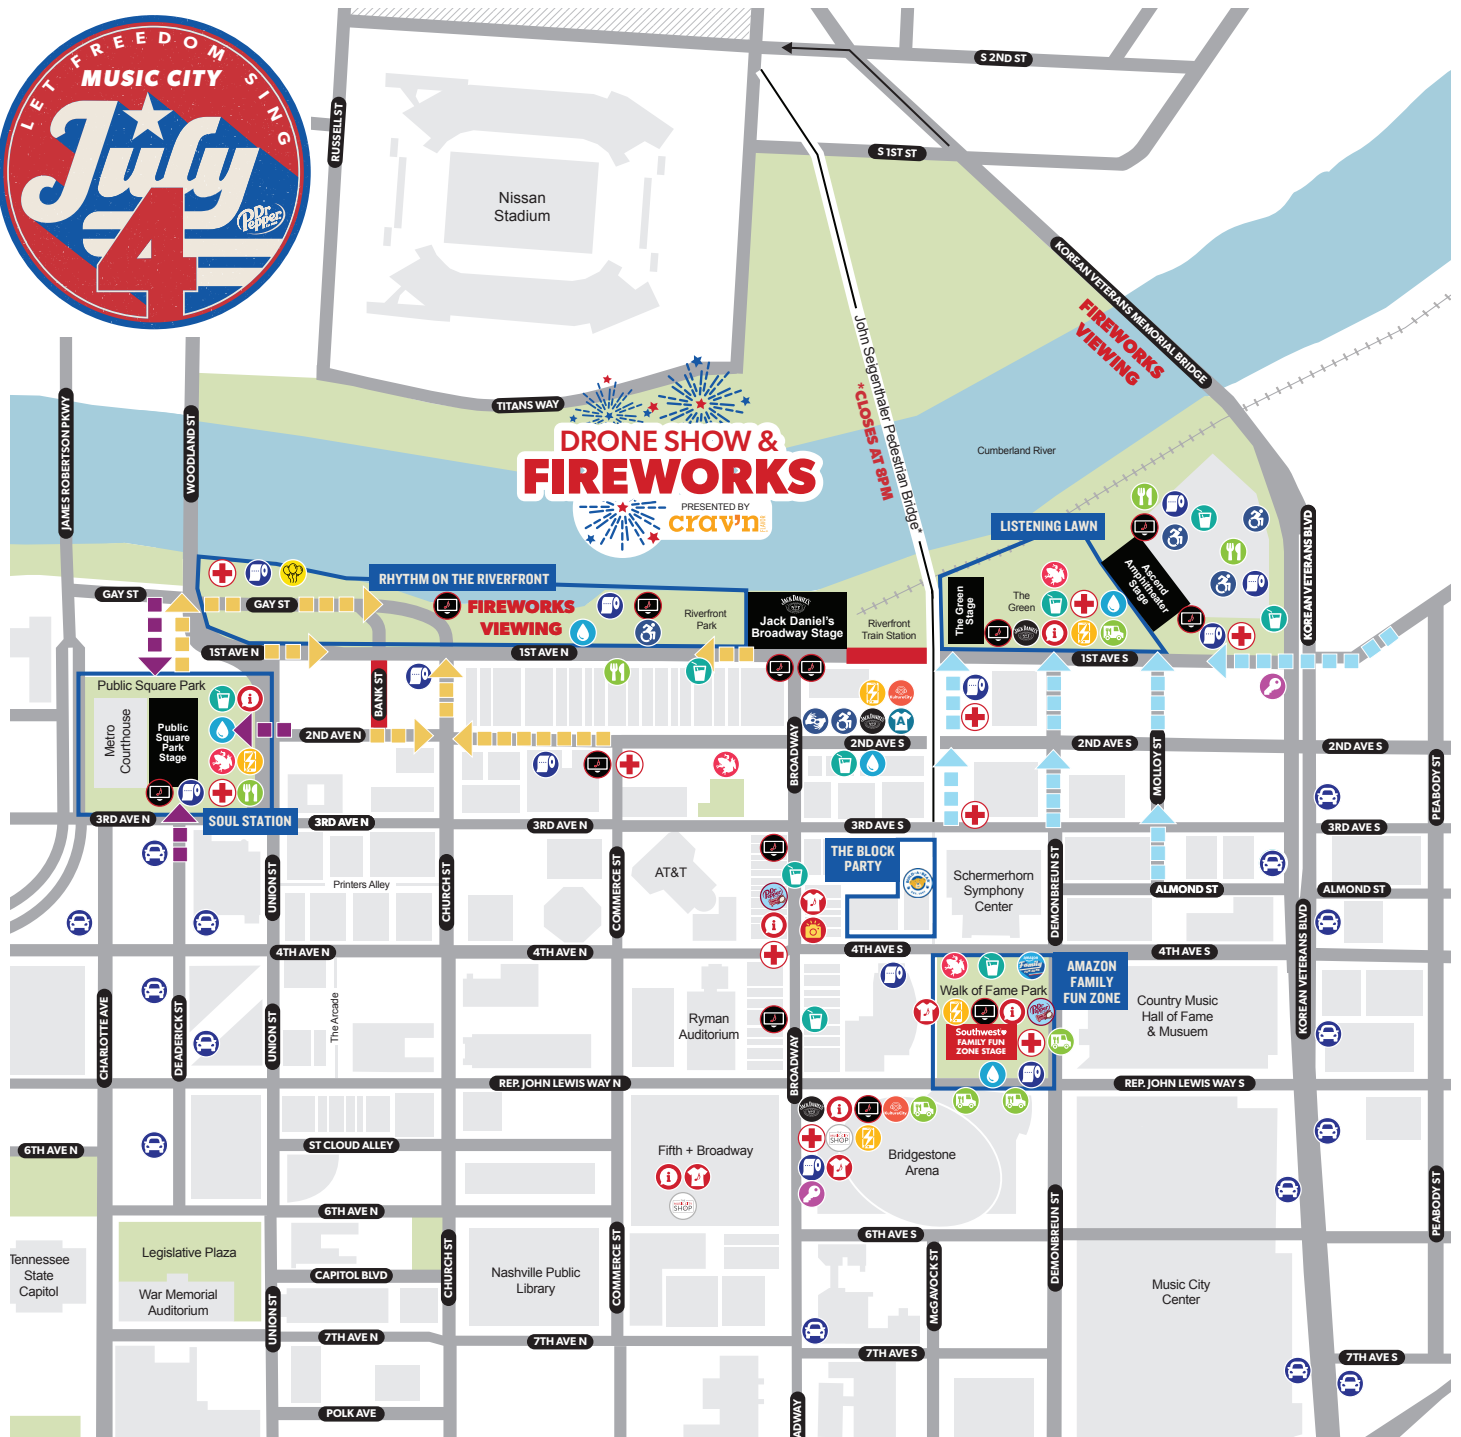 LET FREEDOM SING
MUSIC CITY
July
4
Dr Pepper
S 2ND ST
RUSSELL ST
S 1ST ST
Nissan
Stadium
KOREAN VETERANS MEMORIAL BRIDGE
FIREWORKS
VIEWING
John Seigenthaler Pedestrian Bridge*
*CLOSES AT 8PM
TITANS WAY
JAMES ROBERTSON PKWY
WOODLAND ST
DRONE SHOW &
FIREWORKS
PRESENTED BY
crav'n
Cumberland River
LISTENING LAWN
KOREAN VETERANS BLVD
RHYTHM ON THE RIVERFRONT
GAY ST
GAY ST
FIREWORKS
VIEWING
Riverfront
Park
JACK DANIEL'S
Jack Daniel's
Broadway Stage
Riverfront
Train Station
The Green
Stage
The
Green
Ascend
Amphitheater
Stage
1ST AVE N
1ST AVE N
1ST AVE S
Public Square Park
Metro
Courthouse
Public
Square
Park
Stage
BANK ST
2ND AVE N
BROADWAY
2ND AVE S
2ND AVE S
2ND AVE S
MOLLOY ST
PEABODY ST
SOUL STATION
3RD AVE N
3RD AVE N
3RD AVE N
3RD AVE S
3RD AVE S
THE BLOCK
PARTY
UNION ST
Printers Alley
CHURCH ST
COMMERCE ST
AT&T
Schermerhorn
Symphony
Center
DEMONBREUN ST
ALMOND ST
ALMOND ST
KOREAN VETERANS BLVD
4TH AVE N
4TH AVE N
4TH AVE S
4TH AVE S
AMAZON
FAMILY
FUN ZONE
Walk of Fame Park
Southwest
FAMILY FUN
ZONE STAGE
Country Music
Hall of Fame
& Musuem
CHARLOTTE AVE
DEADERICK ST
UNION ST
The Arcade
Ryman
Auditorium
BROADWAY
REP. JOHN LEWIS WAY N
REP. JOHN LEWIS WAY S
6TH AVE N
ST CLOUD ALLEY
Fifth + Broadway
SHOP
JACK DANIEL'S
KultureCity
SHOP
Bridgestone
Arena
6TH AVE N
6TH AVE S
PEABODY ST
Tennessee
State
Capitol
Legislative Plaza
War Memorial
Auditorium
UNION ST
CAPITOL BLVD
CHURCH ST
Nashville Public
Library
COMMERCE ST
McGAVOCK ST
DEMONBREUN ST
Music City
Center
7TH AVE N
7TH AVE N
7TH AVE S
7TH AVE S
POLK AVE
ADWAY